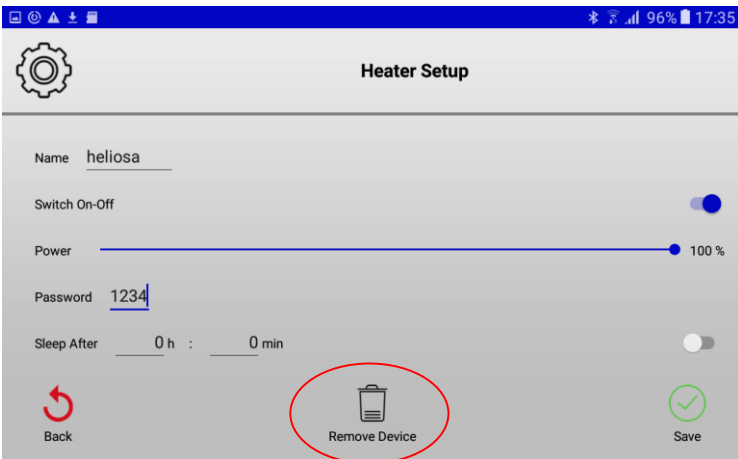 96% 17:35
Heater Setup
Name heliosa
Switch On-Off
Power 100 %
Password 1234
Sleep After 0 h : 0 min
Back Remove Device Save